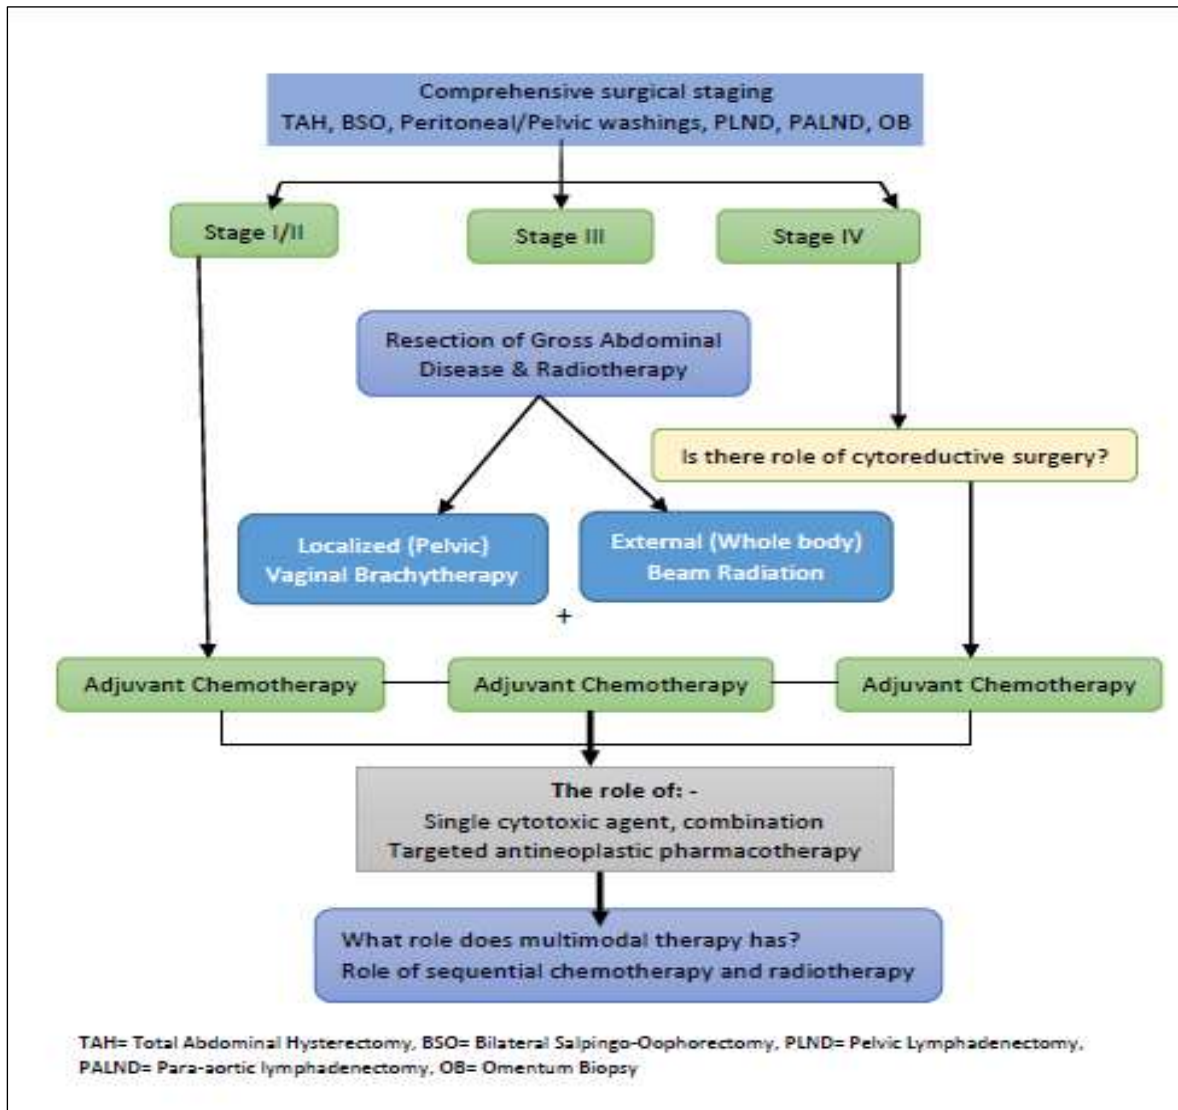 Comprehensive surgical staging
TAH, BSO, Peritoneal/Pelvic washings, PLND, PALND, OB
Stage I/II
Stage III
Stage IV
Resection of Gross Abdominal
Disease & Radiotherapy
Is there role of cytoreductive surgery?
Localized (Pelvic)
Vaginal Brachytherapy
External (Whole body)
Beam Radiation
+
Adjuvant Chemotherapy
Adjuvant Chemotherapy
Adjuvant Chemotherapy
The role of: -
Single cytotoxic agent, combination
Targeted antineoplastic pharmacotherapy
What role does multimodal therapy has?
Role of sequential chemotherapy and radiotherapy
TAH= Total Abdominal Hysterectomy, BSO= Bilateral Salpingo-Oophorectomy, PLND= Pelvic Lymphadenectomy,
PALND= Para-aortic lymphadenectomy, OB= Omentum Biopsy